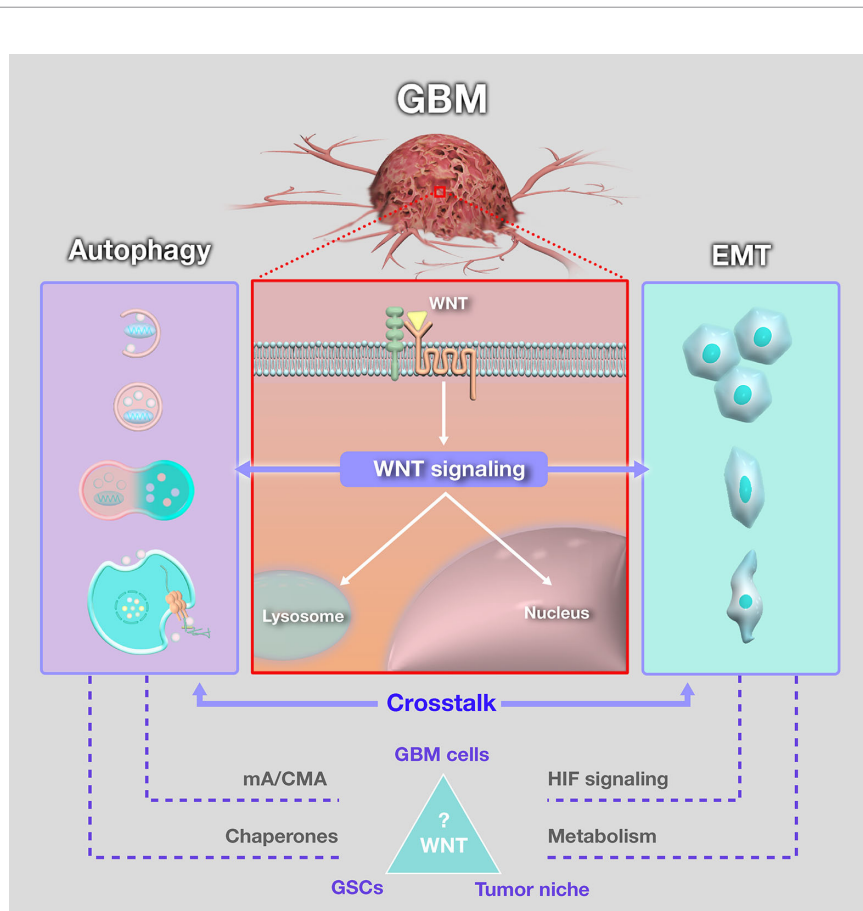 GBM
Autophagy
EMT
WNT
WNT signaling
Lysosome
Nucleus
Crosstalk
GBM cells
mA/CMA
HIF signaling
?
Chaperones
WNT
Metabolism
GSCs
Tumor niche